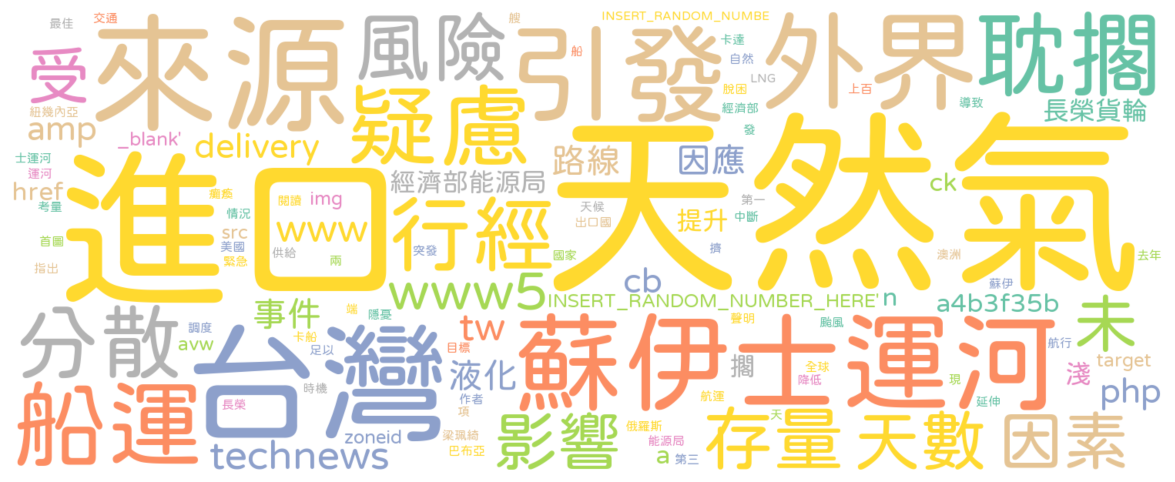 最佳
交通
來源
風險
艘
引發
船
INSERT_RANDOM_NUMBE
外界
耽擱
卡達
自然
LNG
脫困
上百
經濟部
導致
發
長榮貨輪
受
紐幾內亞
amp
_blank'
delivery
疑慮
路線
因應
士運河
運河
href
考量
進口
天然氣
癱瘓
閱讀
img
情況
src
www
美國
緊急
供給
兩
首圖
指出
經濟部能源局
行經
突發
天候
出口國
國家
提升
第一
中斷
ck
擠
澳洲
去年
蘇伊
cb
www5
INSERT_RANDOM_NUMBER_HERE'
n
a4b3f35b
未
事件
端
隱憂
聲明
颱風
分散
調度
avw
台灣
卡船
足以
tw
目標
蘇伊士運河
航行
target
船運
時機
長榮
液化
作者
項
擱
全球
降低
航運
現
淺
延伸
php
technews
zoneid
梁珮綺
巴布亞
影響
俄羅斯
能源局
a
第三
存量
天
天數
因素